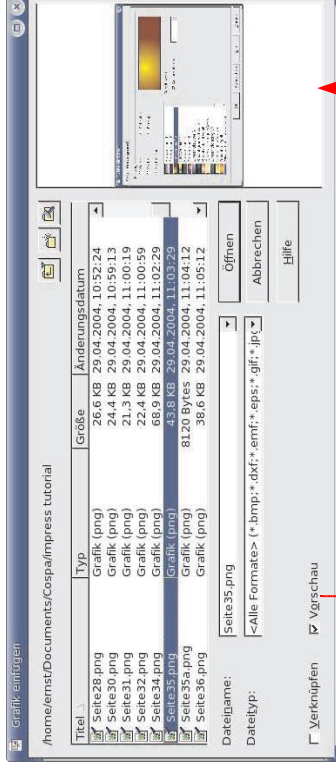 Grafik einfügen
/home/ernst/Documents/Cospa/impress tutorial
Titel Typ Größe Änderungsdatum
Seite28.png Grafik (png) 26,6 KB 29.04.2004, 10:52:24
Seite30.png Grafik (png) 24,4 KB 29.04.2004, 10:59:13
Seite31.png Grafik (png) 21,3 KB 29.04.2004, 11:00:19
Seite32.png Grafik (png) 22,4 KB 29.04.2004, 11:00:59
Seite34.png Grafik (png) 68,9 KB 29.04.2004, 11:02:29
Seite35.png Grafik (png) 43,8 KB 29.04.2004, 11:03:29
Seite35a.png Grafik (png) 8120 Bytes 29.04.2004, 11:04:12
Seite36.png Grafik (png) 38,6 KB 29.04.2004, 11:05:12
Dateiname: Seite35.png Öffnen
Dateityp: <Alle Formate> (*.bmp;*.dxf;*.emf;*.eps;*.gif;*.jpg Abbrechen
Hilfe
Verknüpfen Vorschau